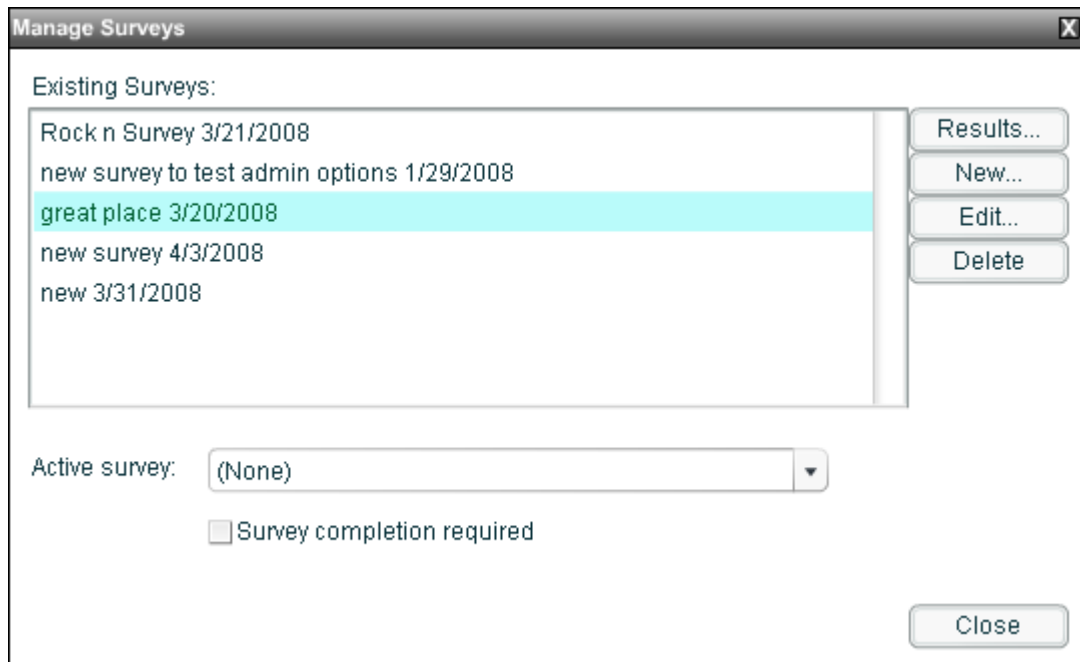 Manage Surveys X
Existing Surveys:
Rock n Survey 3/21/2008
new survey to test admin options 1/29/2008
great place 3/20/2008
new survey 4/3/2008
new 3/31/2008
Results...
New...
Edit...
Delete
Active survey: (None)
Survey completion required
Close